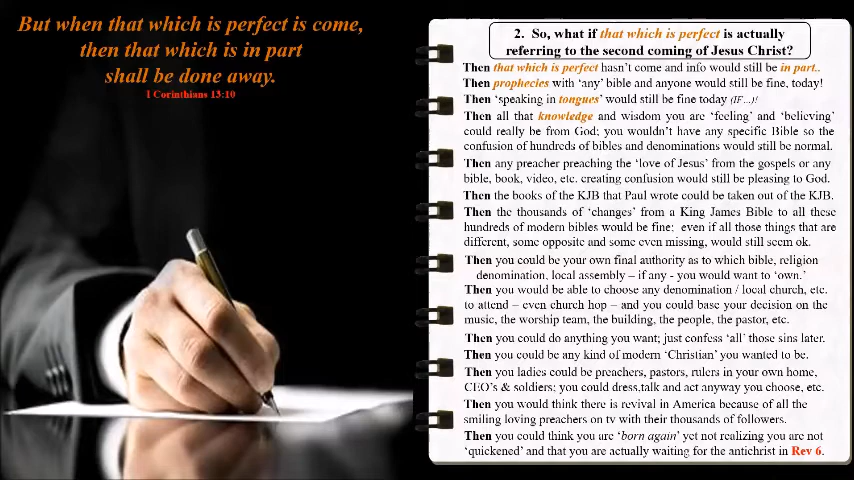 But when that which is perfect is come,
then that which is in part
shall be done away.
I Corinthians 13:10
2. So, what if that which is perfect is actually
referring to the second coming of Jesus Christ?
Then that which is perfect hasn't come and info would still be in part..
Then prophecies with 'any' bible and anyone would still be fine, today!
Then 'speaking in tongues' would still be fine today (IF...)!
Then all that knowledge and wisdom you are 'feeling' and 'believing'
could really be from God; you wouldn't have any specific Bible so the
confusion of hundreds of bibles and denominations would still be normal.
Then any preacher preaching the 'love of Jesus' from the gospels or any
bible, book, video, etc. creating confusion would still be pleasing to God.
Then the books of the KJB that Paul wrote could be taken out of the KJB.
Then the thousands of 'changes' from a King James Bible to all these
hundreds of modern bibles would be fine; even if all those things that are
different, some opposite and some even missing, would still seem ok.
Then you could be your own final authority as to which bible, religion
denomination, local assembly – if any - you would want to 'own.'
Then you would be able to choose any denomination / local church, etc.
to attend – even church hop – and you could base your decision on the
music, the worship team, the building, the people, the pastor, etc.
Then you could do anything you want; just confess 'all' those sins later.
Then you could be any kind of modern 'Christian' you wanted to be.
Then you ladies could be preachers, pastors, rulers in your own home,
CEO's & soldiers; you could dress,talk and act anyway you choose, etc.
Then you would think there is revival in America because of all the
smiling loving preachers on tv with their thousands of followers.
Then you could think you are 'born again' yet not realizing you are not
'quickened' and that you are actually waiting for the antichrist in Rev 6.